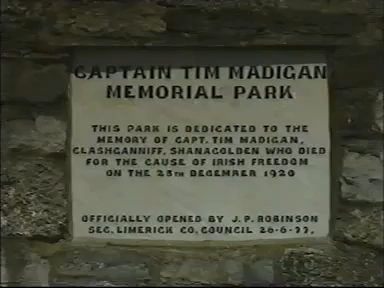 CAPTAIN TIM MADIGAN
MEMORIAL PARK
THIS PARK IS DEDICATED TO THE
MEMORY OF CAPT. TIM MADIGAN,
CLASHGANNIFF, SHANAGOLDEN WHO DIED
FOR THE CAUSE OF IRISH FREEDOM
ON THE 28TH DECEMBER 1920
OFFICIALLY OPENED BY J.P. ROBINSON
SEC. LIMERICK CO. COUNCIL 26-6-77.